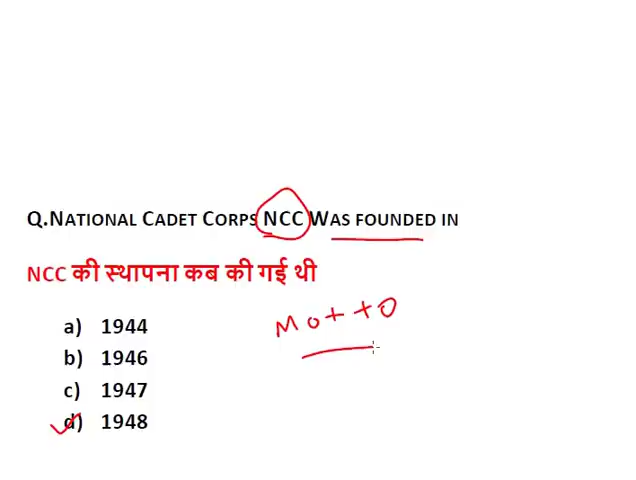 Q.NATIONAL CADET CORPS NCC WAS FOUNDED IN
NCC की स्थापना कब की गई थी
a) 1944
Motto
b) 1946
c) 1947
d) 1948